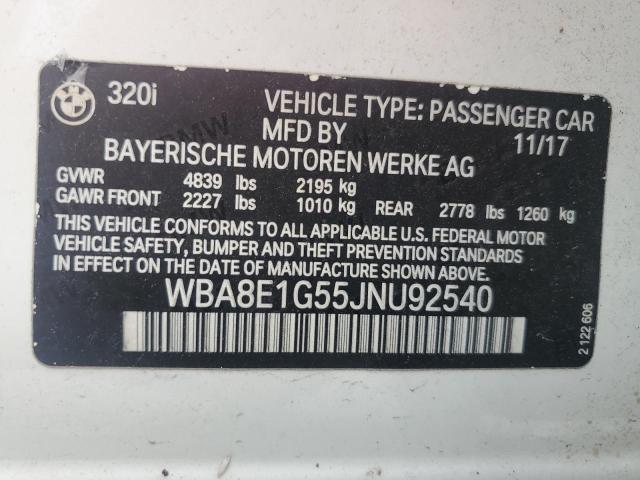 BMW 320i VEHICLE TYPE: PASSENGER CAR
MFD BY 11/17
BAYERISCHE MOTOREN WERKE AG
GVWR 4839 lbs 2195 kg
GAWR FRONT 2227 lbs 1010 kg REAR 2778 lbs 1260 kg
THIS VEHICLE CONFORMS TO ALL APPLICABLE U.S. FEDERAL MOTOR
VEHICLE SAFETY, BUMPER AND THEFT PREVENTION STANDARDS
IN EFFECT ON THE DATE OF MANUFACTURE SHOWN ABOVE.
WBA8E1G55JNU92540
2 122 606